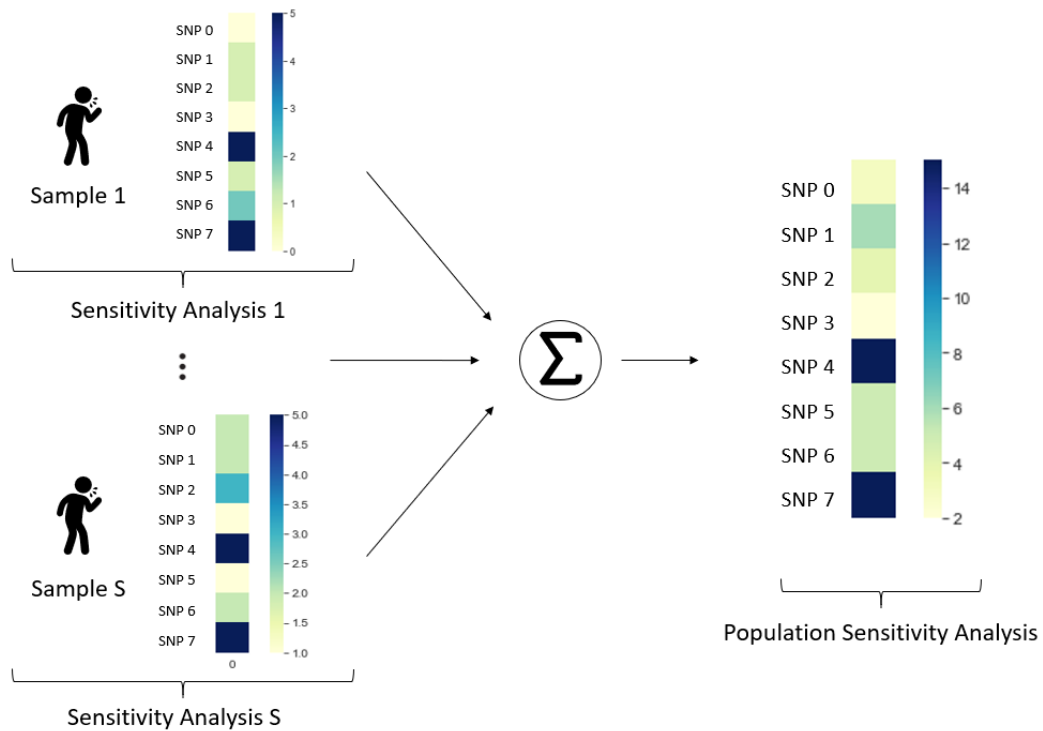 SNP 0
SNP 1
SNP 2
SNP 3
SNP 4
SNP 5
SNP 6
SNP 7
5
4
3
2
1
0
Sample 1
Sensitivity Analysis 1
SNP 0
SNP 1
SNP 2
SNP 3
SNP 4
SNP 5
SNP 6
SNP 7
0
5.0
4.5
4.0
3.5
3.0
2.5
2.0
1.5
1.0
Sample S
Sensitivity Analysis S
Σ
SNP 0
SNP 1
SNP 2
SNP 3
SNP 4
SNP 5
SNP 6
SNP 7
14
12
10
8
6
4
2
Population Sensitivity Analysis